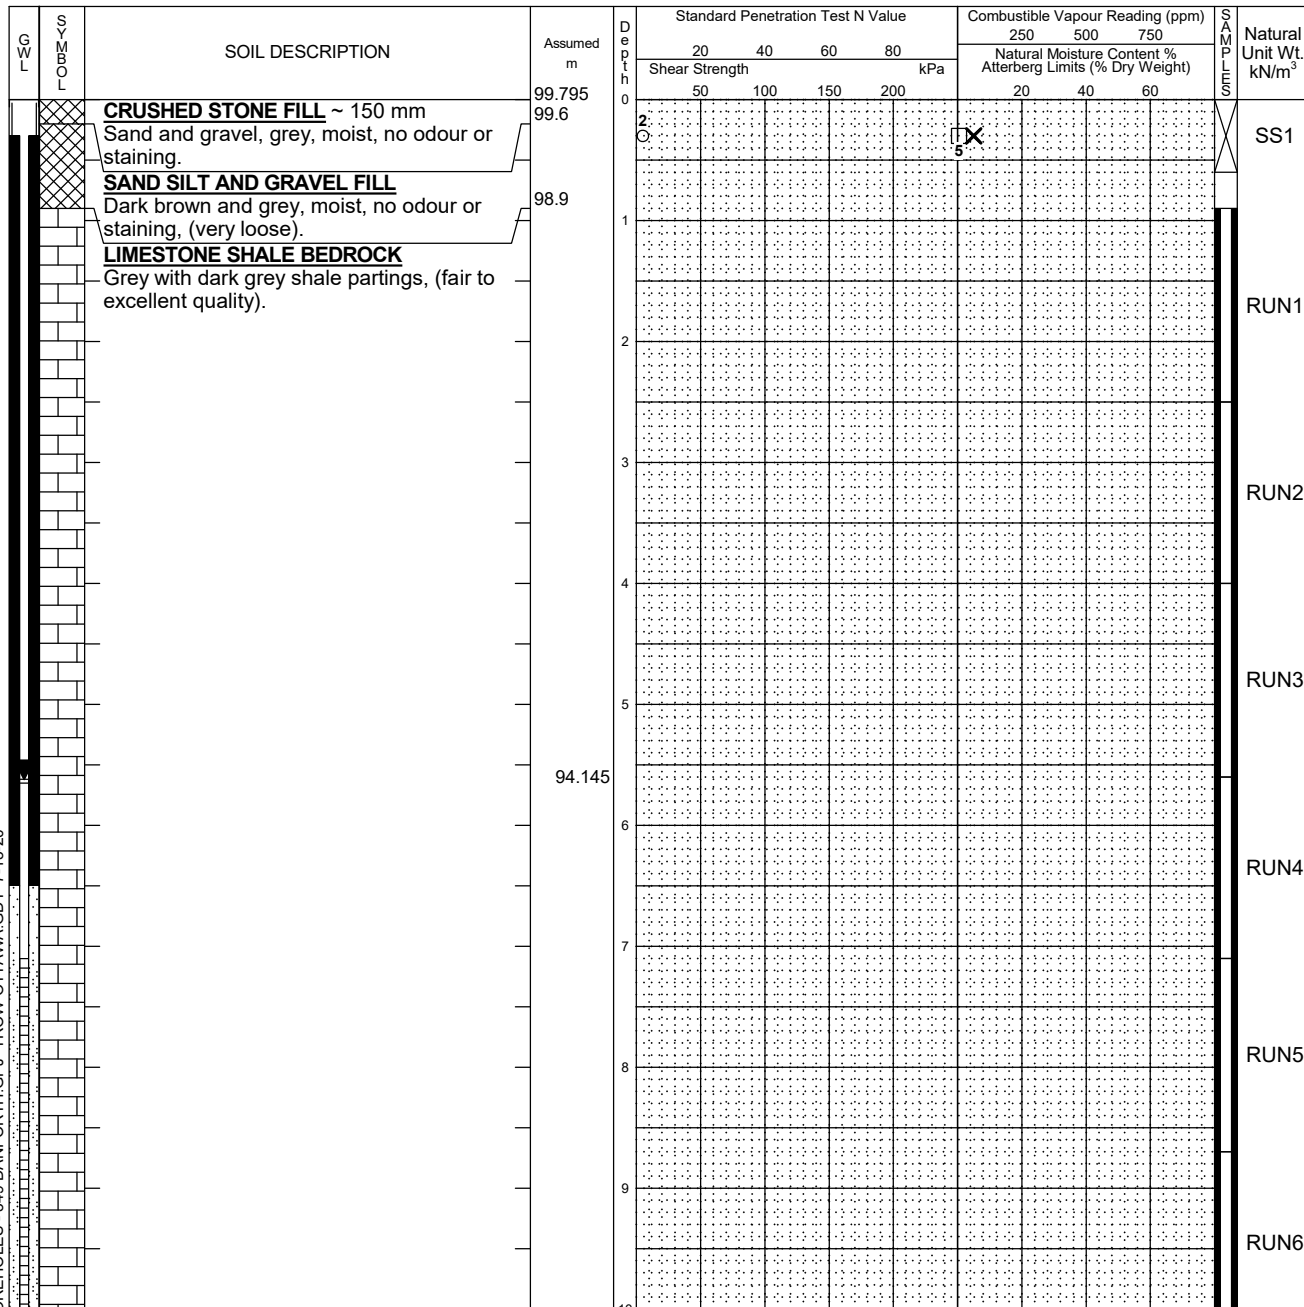 GWL
SYMBOL
SOIL DESCRIPTION
Assumed
m
Depth
Standard Penetration Test N Value
20 40 60 80
Shear Strength kPa
50 100 150 200
Combustible Vapour Reading (ppm)
250 500 750
Natural Moisture Content %
Atterberg Limits (% Dry Weight)
20 40 60
SAMPLES
Natural
Unit Wt.
kN/m³
99.795
0
CRUSHED STONE FILL ~ 150 mm
99.6
Sand and gravel, grey, moist, no odour or
staining.
2
5
SS1
SAND SILT AND GRAVEL FILL
98.9
Dark brown and grey, moist, no odour or
staining, (very loose).
1
LIMESTONE SHALE BEDROCK
Grey with dark grey shale partings, (fair to
excellent quality).
RUN1
2
3
RUN2
4
RUN3
5
94.145
6
RUN4
7
RUN5
8
9
RUN6